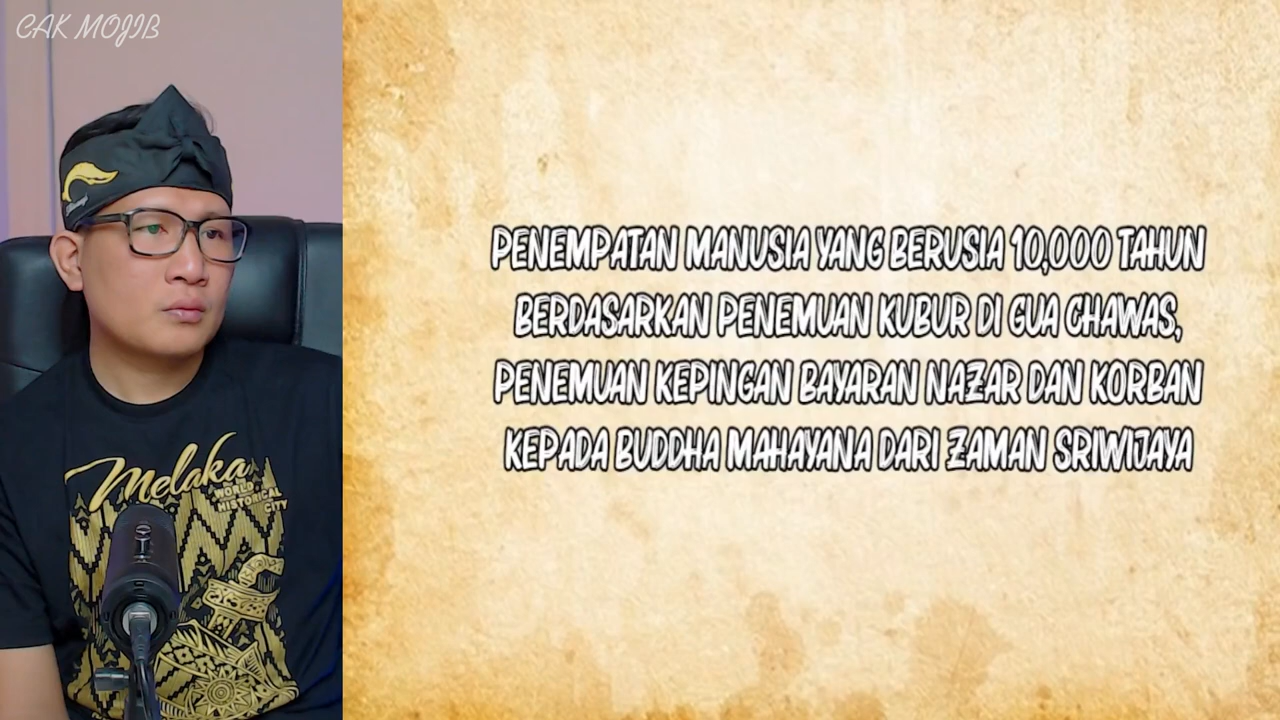 CAK MOJIB
PENEMPATAN MANUSIA YANG BERUSIA 10,000 TAHUN
BERDASARKAN PENEMUAN KUBUR DI GUA CHAWAS,
PENEMUAN KEPINGAN BAYARAN NAZAR DAN KORBAN
KEPADA BUDDHA MAHAYANA DARI ZAMAN SRIWIJAYA
Melaka
WORLD
HISTORICAL
CITY